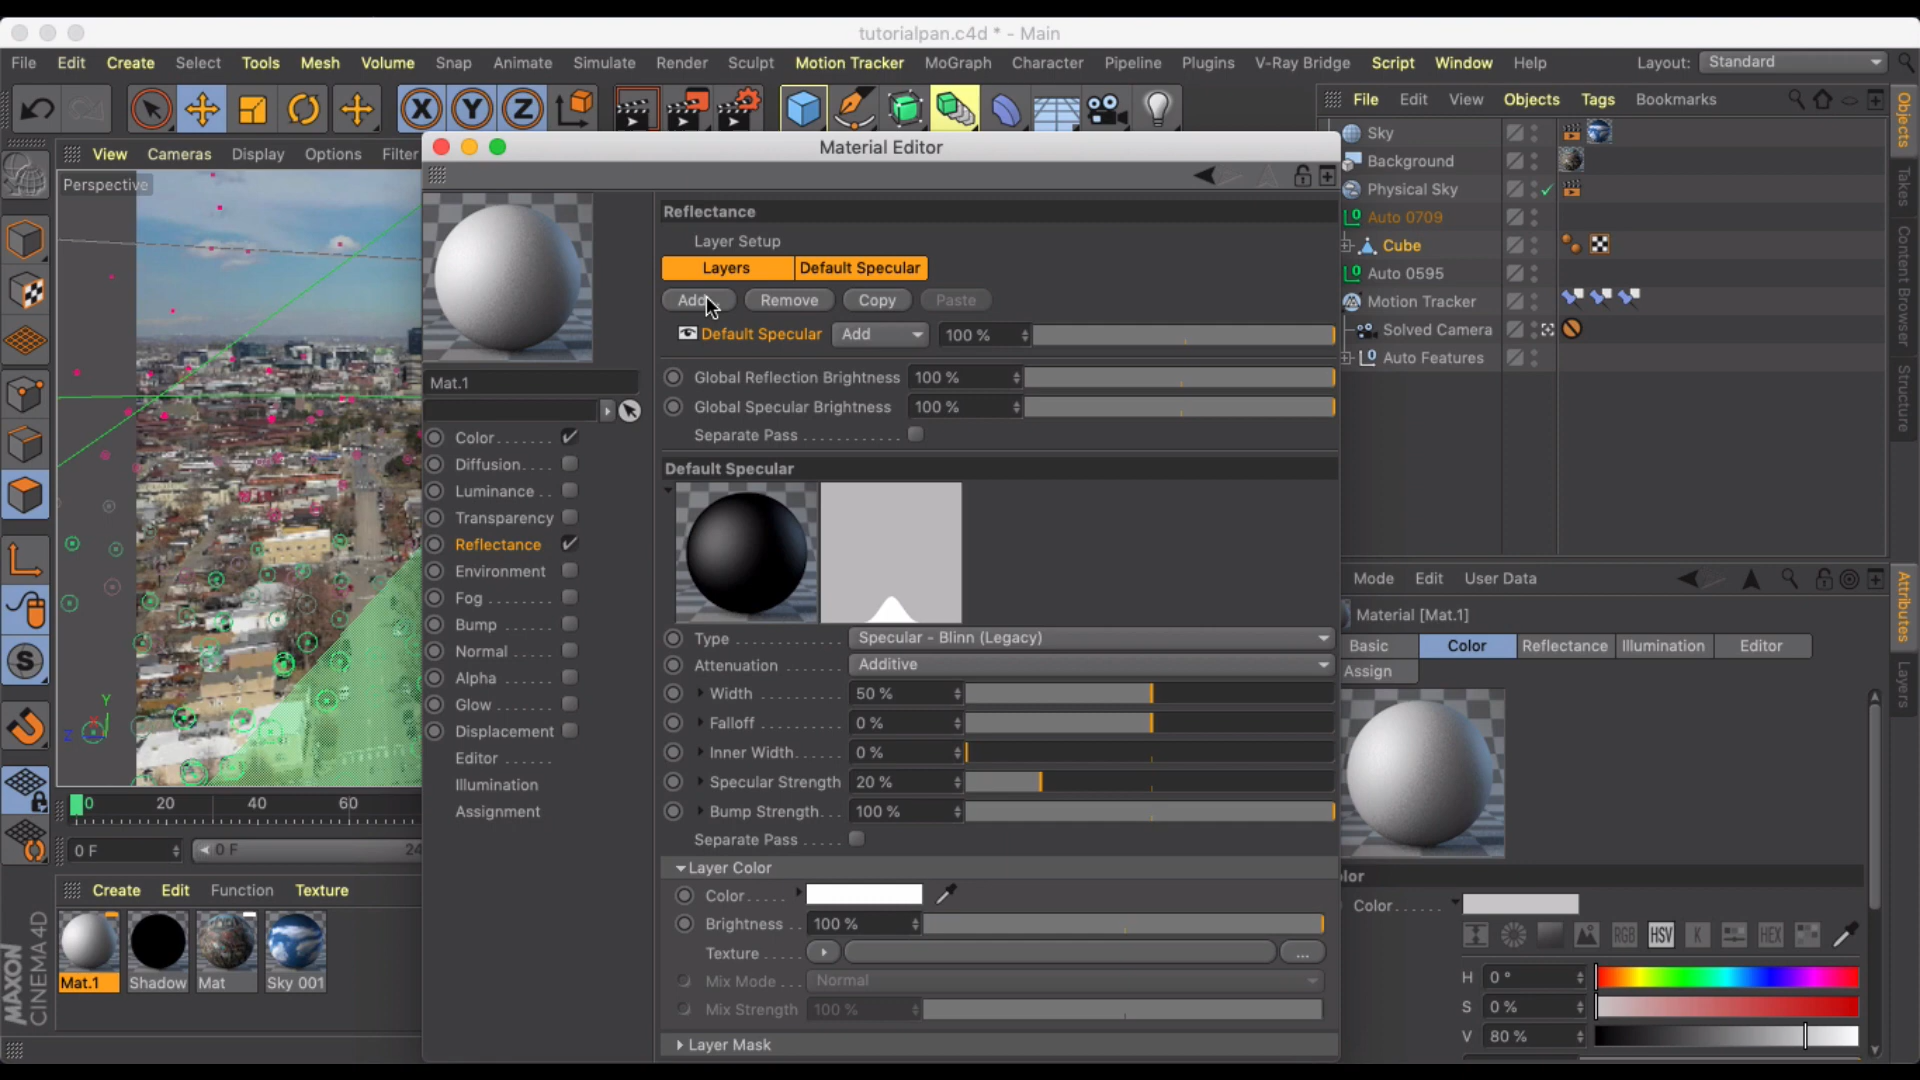 tutorialpan.c4d * - Main
File Edit Create Select Tools Mesh Volume Snap Animate Simulate Render Sculpt Motion Tracker MoGraph Character Pipeline Plugins V-Ray Bridge Script Window Help Layout: Standard
File Edit View Objects Tags Bookmarks
View Cameras Display Options Filter
Perspective
Material Editor
Mat.1
Color
Diffusion
Luminance
Transparency
Reflectance
Environment
Fog
Bump
Normal
Alpha
Glow
Displacement
Editor
Illumination
Assignment
Reflectance
Layer Setup
Layers Default Specular
Add... Remove Copy Paste
Default Specular Add 100 %
Global Reflection Brightness 100 %
Global Specular Brightness 100 %
Separate Pass
Default Specular
Type Specular - Blinn (Legacy)
Attenuation Additive
Width 50 %
Falloff 0 %
Inner Width 0 %
Specular Strength 20 %
Bump Strength 100 %
Separate Pass
Layer Color
Color
Brightness 100 %
Texture ...
Mix Mode Normal
Mix Strength 100 %
Layer Mask
Sky
Background
Physical Sky
Auto 0709
Cube
Auto 0595
Motion Tracker
Solved Camera
Auto Features
Objects
Takes
Content Browser
Structure
Mode Edit User Data
Material [Mat.1]
Basic Color Reflectance Illumination Editor
Assign
lor
Color
RGB HSV K HEX
H 0 °
S 0 %
V 80 %
Attributes
Layers
X Y Z
Y
X
Z
0 20 40 60
0 F 0 F 24
Create Edit Function Texture
Mat.1 Shadow Mat Sky 001
MAXON
CINEMA 4D